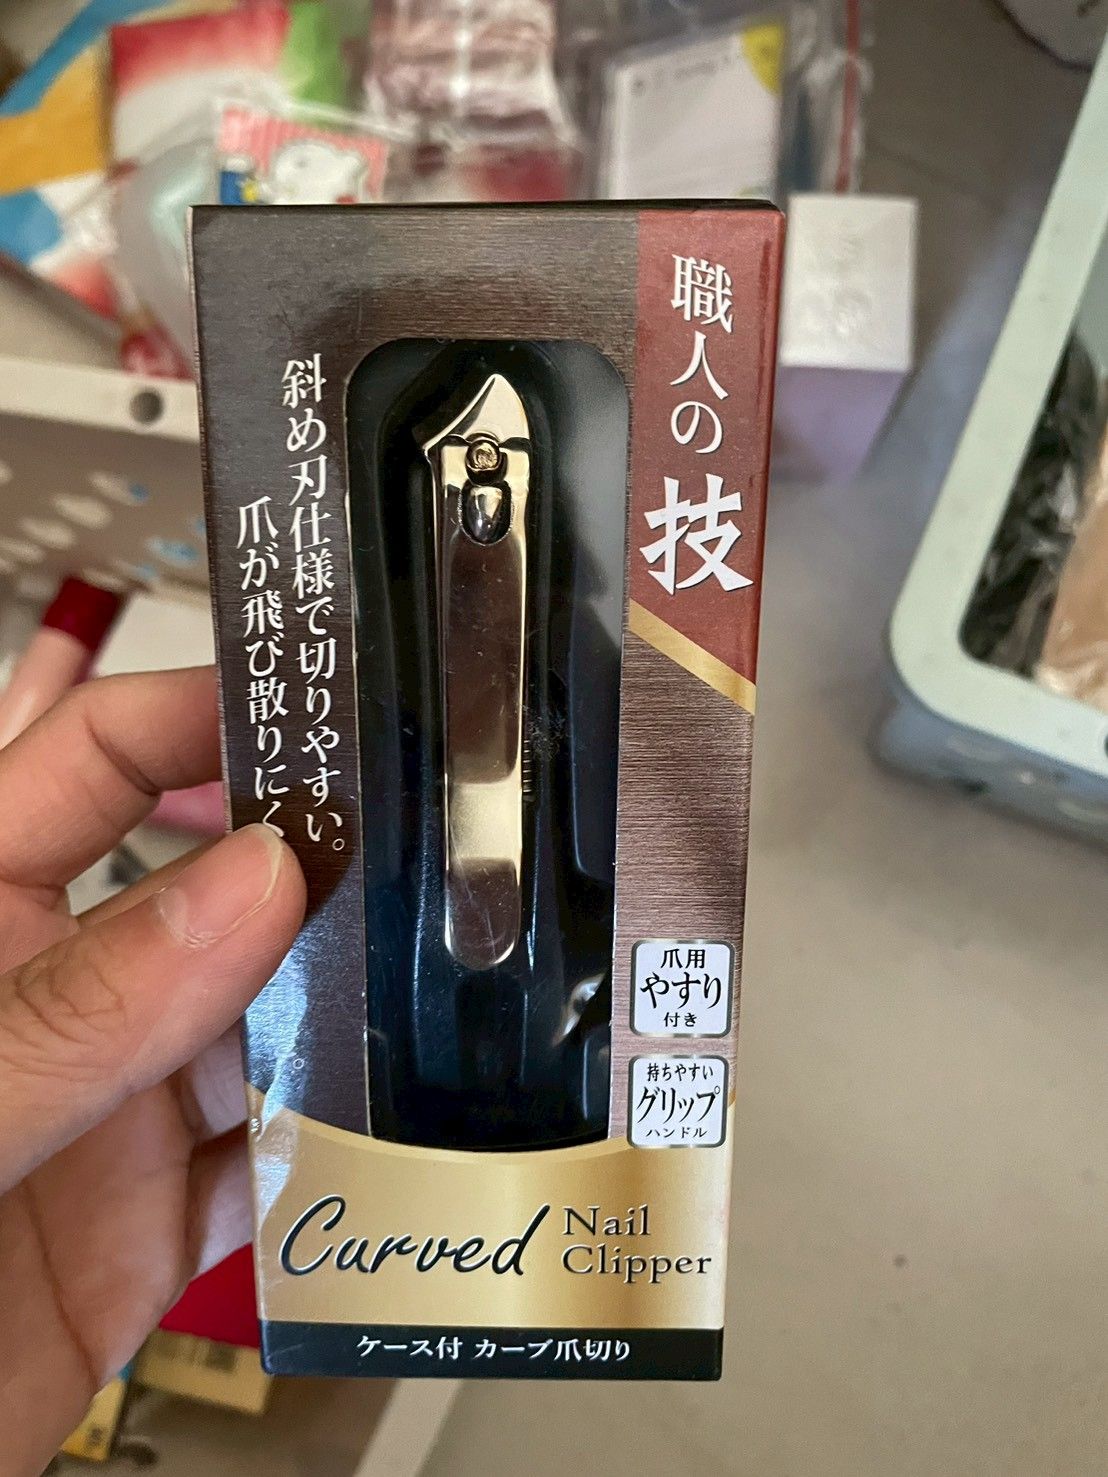 職人の技
斜め刃仕様で切りやすい。
爪が飛び散りにく
爪用
やすり
付き
持ちやすい
グリップ
ハンドル
Curved Nail
Clipper
ケース付 カーブ爪切り